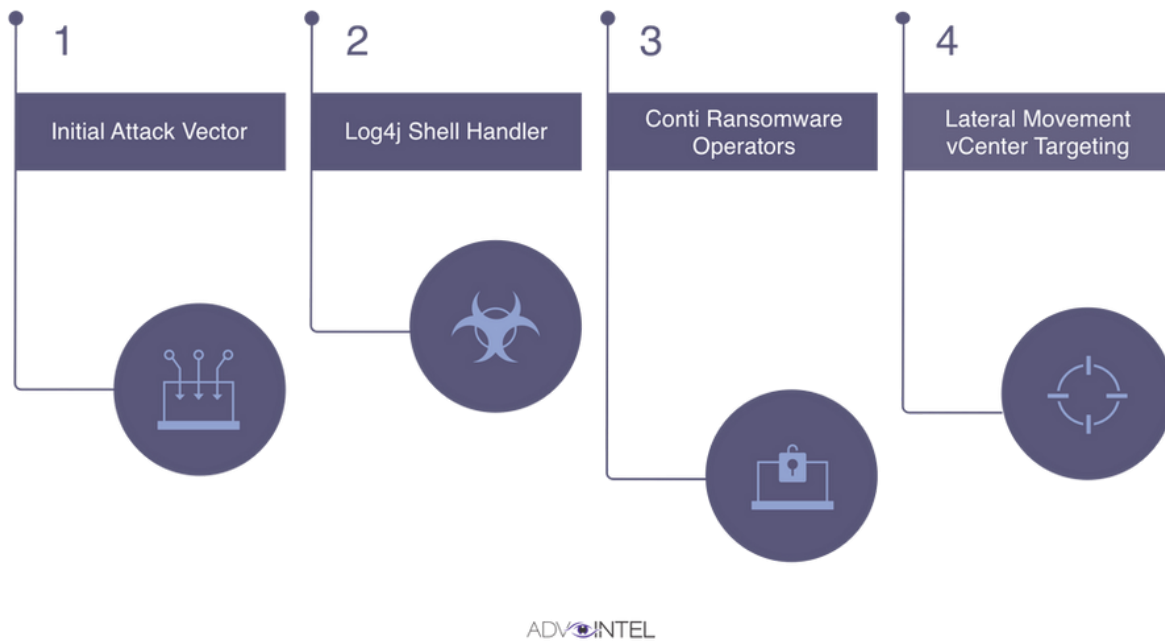 1
Initial Attack Vector
2
Log4j Shell Handler
3
Conti Ransomware
Operators
4
Lateral Movement
vCenter Targeting
ADVINTEL